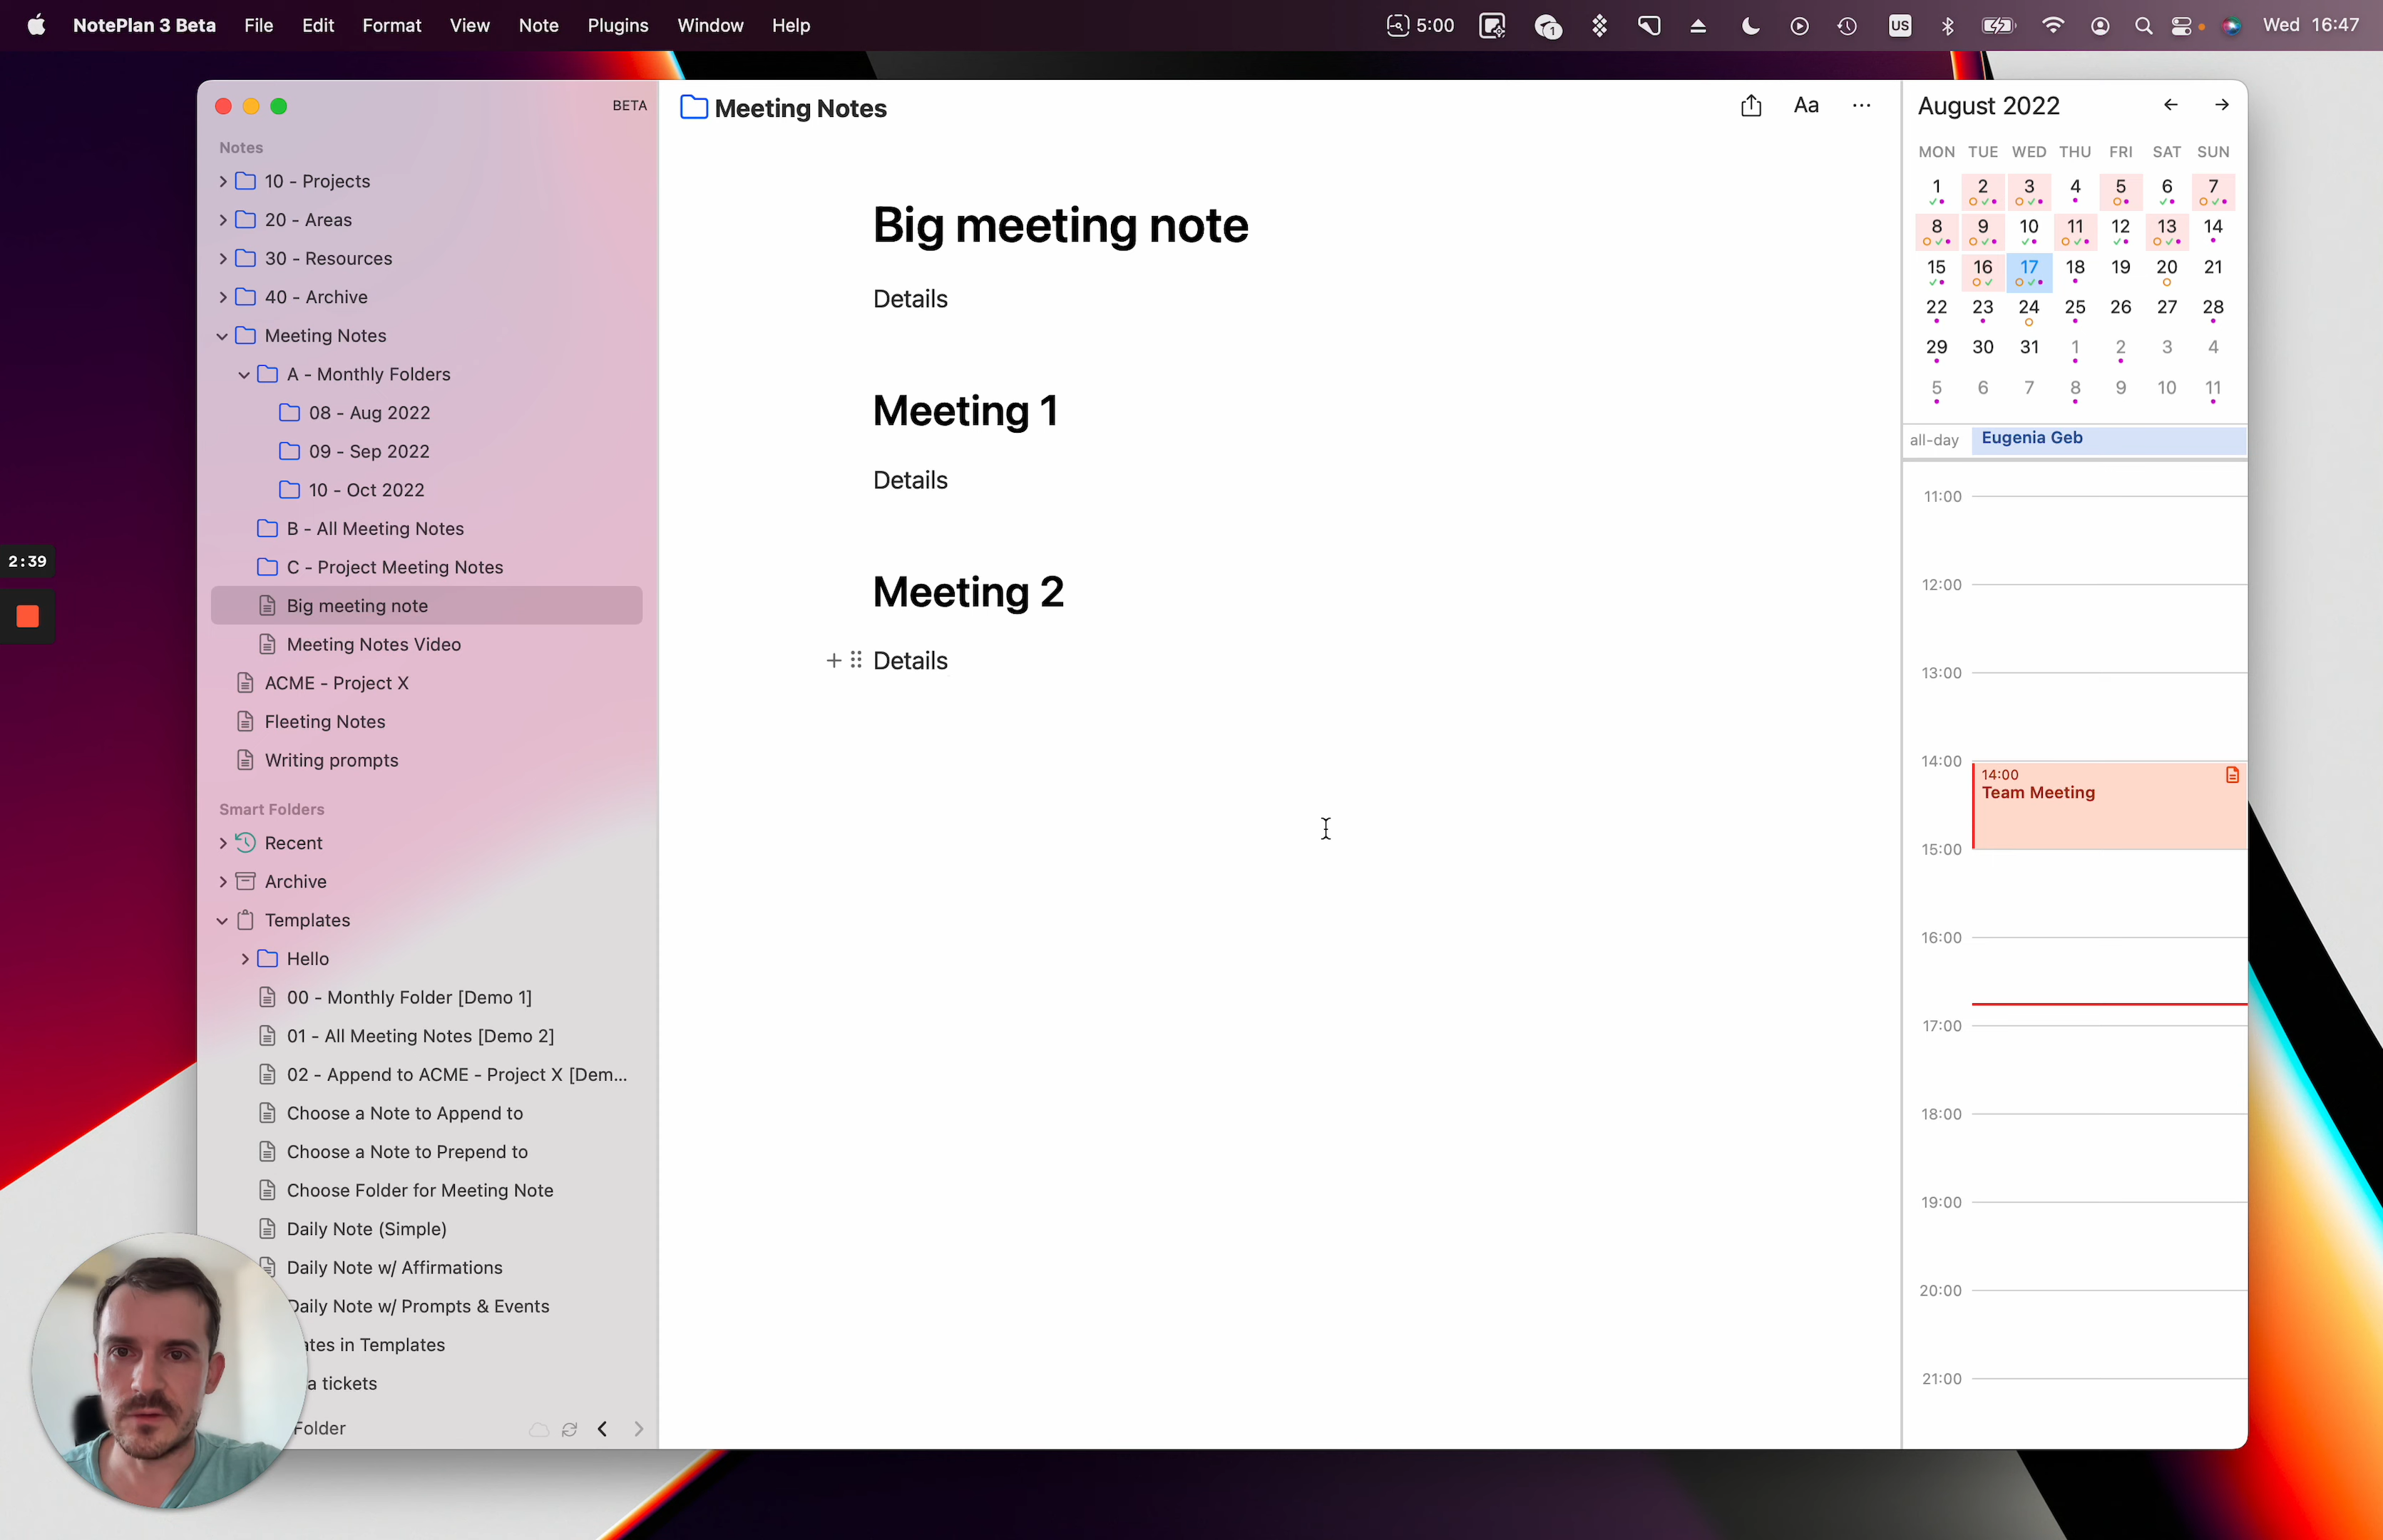 NotePlan 3 Beta File Edit Format View Note Plugins Window Help 5:00 1 US Wed 16:47
BETA
Notes
10 - Projects
20 - Areas
30 - Resources
40 - Archive
Meeting Notes
A - Monthly Folders
08 - Aug 2022
09 - Sep 2022
10 - Oct 2022
B - All Meeting Notes
C - Project Meeting Notes
Big meeting note
Meeting Notes Video
ACME - Project X
Fleeting Notes
Writing prompts
Smart Folders
Recent
Archive
Templates
Hello
00 - Monthly Folder [Demo 1]
01 - All Meeting Notes [Demo 2]
02 - Append to ACME - Project X [Dem...
Choose a Note to Append to
Choose a Note to Prepend to
Choose Folder for Meeting Note
Daily Note (Simple)
Daily Note w/ Affirmations
Daily Note w/ Prompts & Events
ates in Templates
a tickets
Folder
2:39
Meeting Notes
Aa
Big meeting note
Details
Meeting 1
Details
Meeting 2
Details
August 2022
MON TUE WED THU FRI SAT SUN
1 2 3 4 5 6 7
8 9 10 11 12 13 14
15 16 17 18 19 20 21
22 23 24 25 26 27 28
29 30 31 1 2 3 4
5 6 7 8 9 10 11
all-day Eugenia Geb
11:00
12:00
13:00
14:00
14:00
Team Meeting
15:00
16:00
17:00
18:00
19:00
20:00
21:00